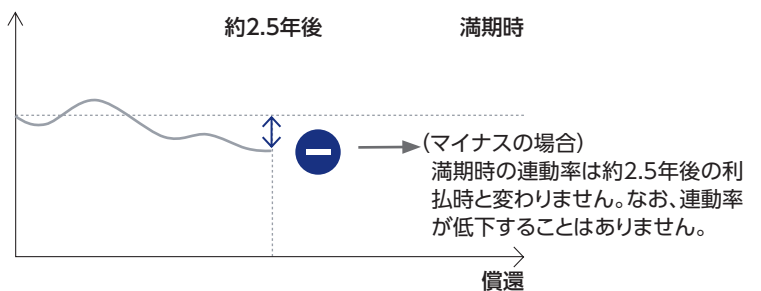 約2.5年後
満期時
(マイナスの場合)
満期時の連動率は約2.5年後の利
払時と変わりません。なお、連動率
が低下することはありません。
償還